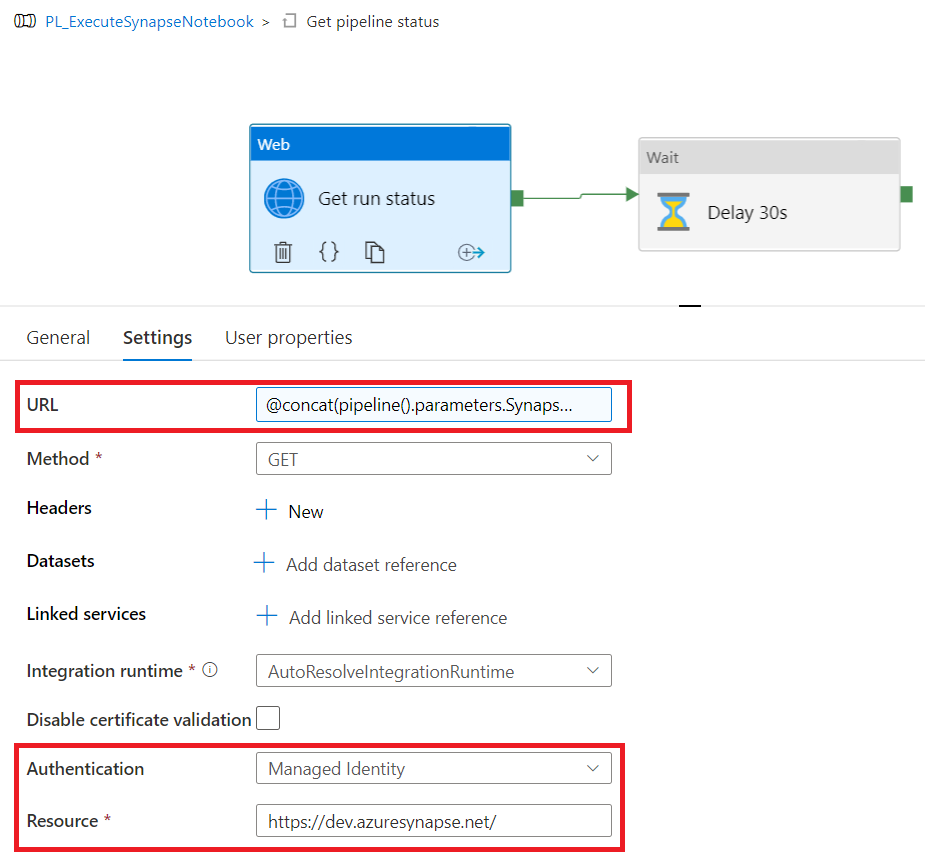 PL_ExecuteSynapseNotebook > Get pipeline status
Web
Get run status
Wait
Delay 30s
General Settings User properties
URL @concat(pipeline().parameters.Synaps...
Method * GET
Headers New
Datasets Add dataset reference
Linked services Add linked service reference
Integration runtime * AutoResolveIntegrationRuntime
Disable certificate validation
Authentication Managed Identity
Resource * https://dev.azuresynapse.net/